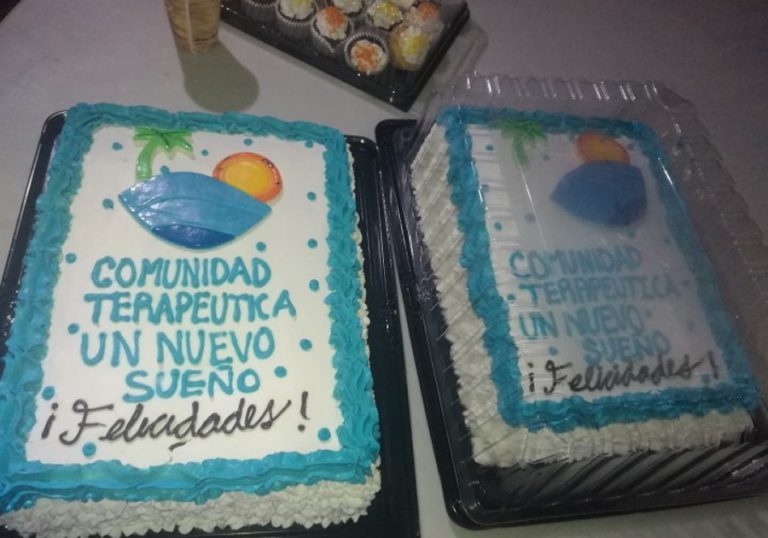 COMUNIDAD
TERAPEUTICA
UN NUEVO
SUEÑO
¡Felicidades!
COMUNIDAD
TERAPEUTICA
UN NUEVO
SUEÑO
¡Felicidades!